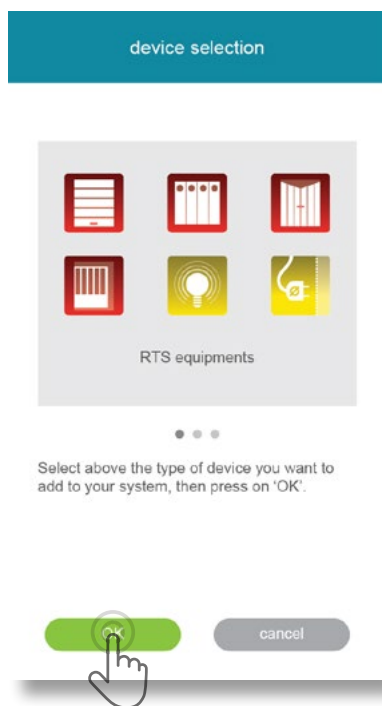 device selection
RTS equipments
Select above the type of device you want to
add to your system, then press on ‘OK’.
OK
cancel